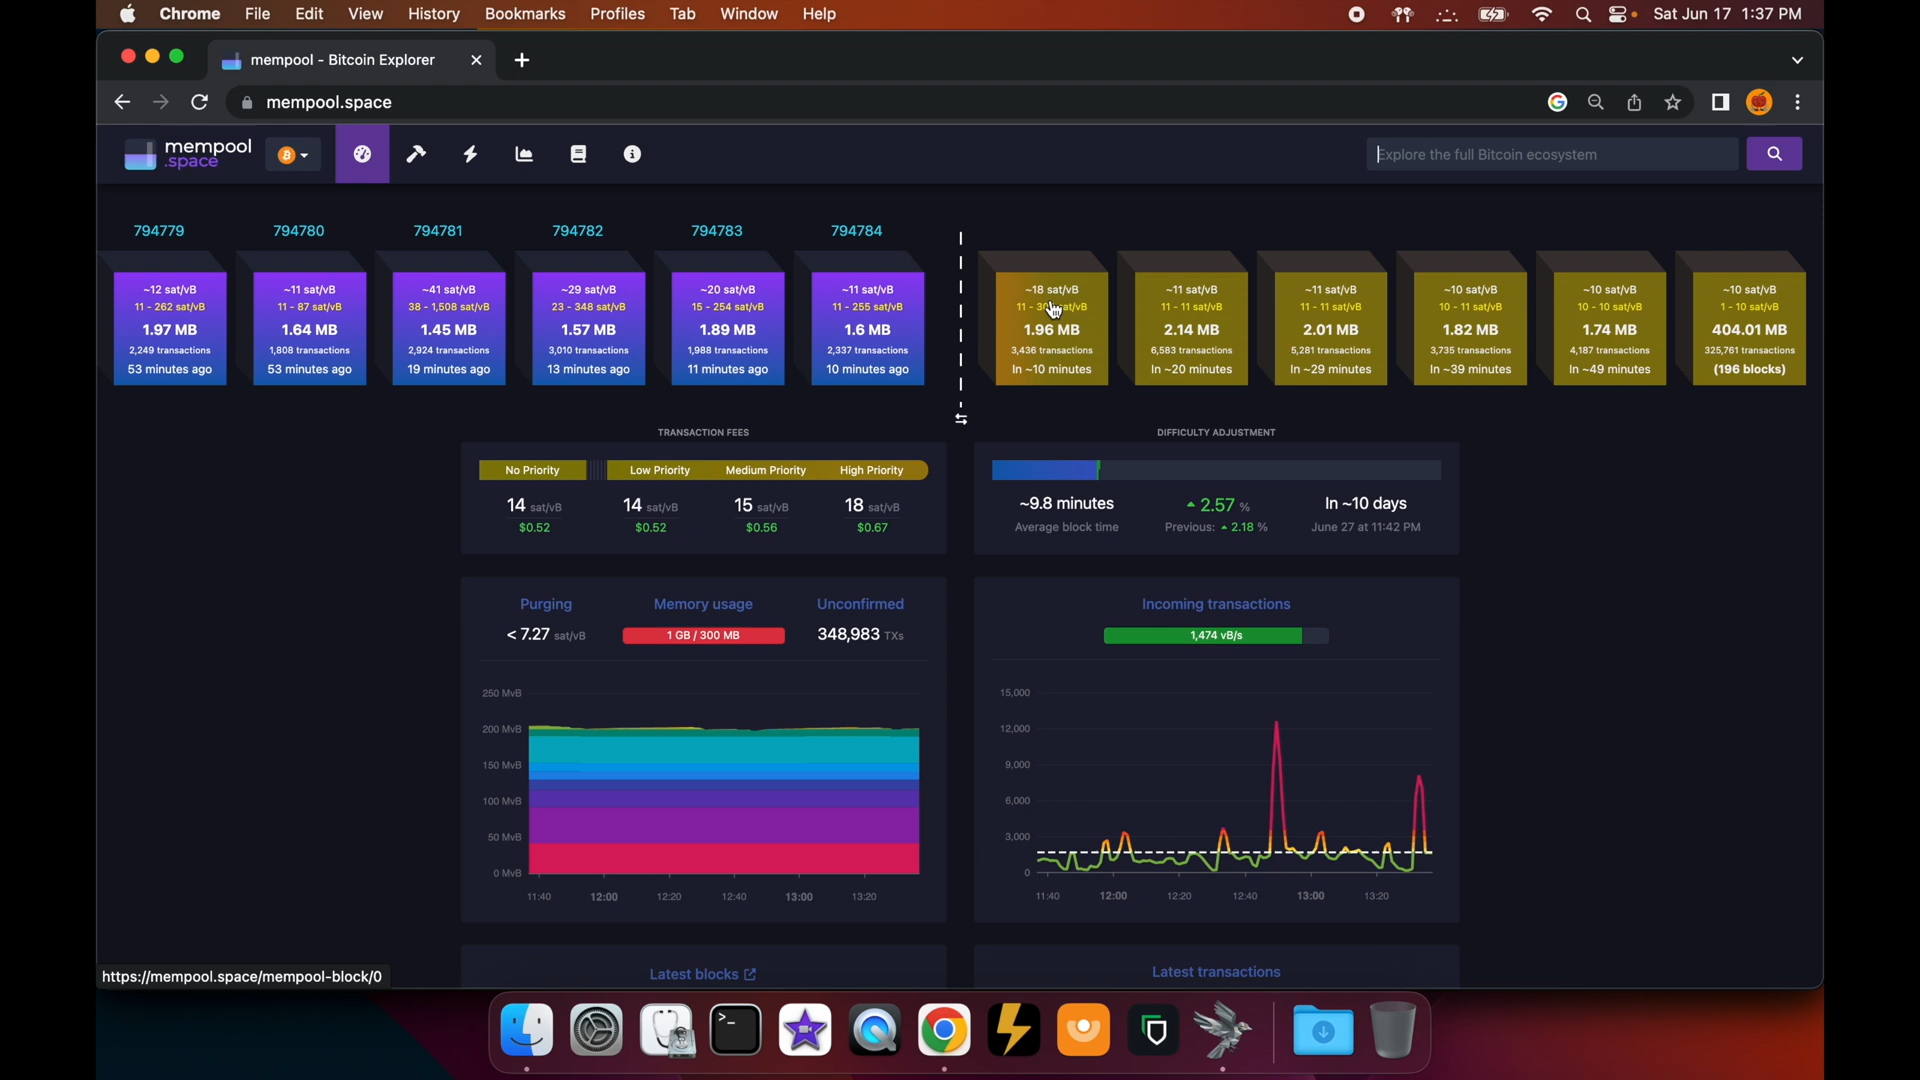 Chrome File Edit View History Bookmarks Profiles Tab Window Help Sat Jun 17 1:37 PM
mempool - Bitcoin Explorer
mempool.space
mempool
.space
Explore the full Bitcoin ecosystem
794779 794780 794781 794782 794783 794784
~12 sat/vB ~11 sat/vB ~41 sat/vB ~29 sat/vB ~20 sat/vB ~11 sat/vB ~18 sat/vB ~11 sat/vB ~11 sat/vB ~10 sat/vB ~10 sat/vB ~10 sat/vB
11 - 262 sat/vB 11 - 87 sat/vB 38 - 1,508 sat/vB 23 - 348 sat/vB 15 - 254 sat/vB 11 - 255 sat/vB 11 - sat/vB 11 - 11 sat/vB 11 - 11 sat/vB 10 - 11 sat/vB 10 - 10 sat/vB 1 - 10 sat/vB
1.97 MB 1.64 MB 1.45 MB 1.57 MB 1.89 MB 1.6 MB 1.96 MB 2.14 MB 2.01 MB 1.82 MB 1.74 MB 404.01 MB
2,249 transactions 1,808 transactions 2,924 transactions 3,010 transactions 1,988 transactions 2,337 transactions 3,436 transactions 6,583 transactions 5,281 transactions 3,735 transactions 4,187 transactions 325,761 transactions
53 minutes ago 53 minutes ago 19 minutes ago 13 minutes ago 11 minutes ago 10 minutes ago In ~10 minutes In ~20 minutes In ~29 minutes In ~39 minutes In ~49 minutes (196 blocks)
TRANSACTION FEES
No Priority Low Priority Medium Priority High Priority
14 sat/vB 14 sat/vB 15 sat/vB 18 sat/vB
$0.52 $0.52 $0.56 $0.67
DIFFICULTY ADJUSTMENT
~9.8 minutes 2.57 % In ~10 days
Average block time Previous: 2.18 % June 27 at 11:42 PM
Purging Memory usage Unconfirmed
< 7.27 sat/vB 1 GB / 300 MB 348,983 TXs
250 MvB
200 MvB
150 MvB
100 MvB
50 MvB
0 MvB
11:40 12:00 12:20 12:40 13:00 13:20
Incoming transactions
1,474 vB/s
15,000
12,000
9,000
6,000
3,000
0
11:40 12:00 12:20 12:40 13:00 13:20
Latest blocks Latest transactions
https://mempool.space/mempool-block/0